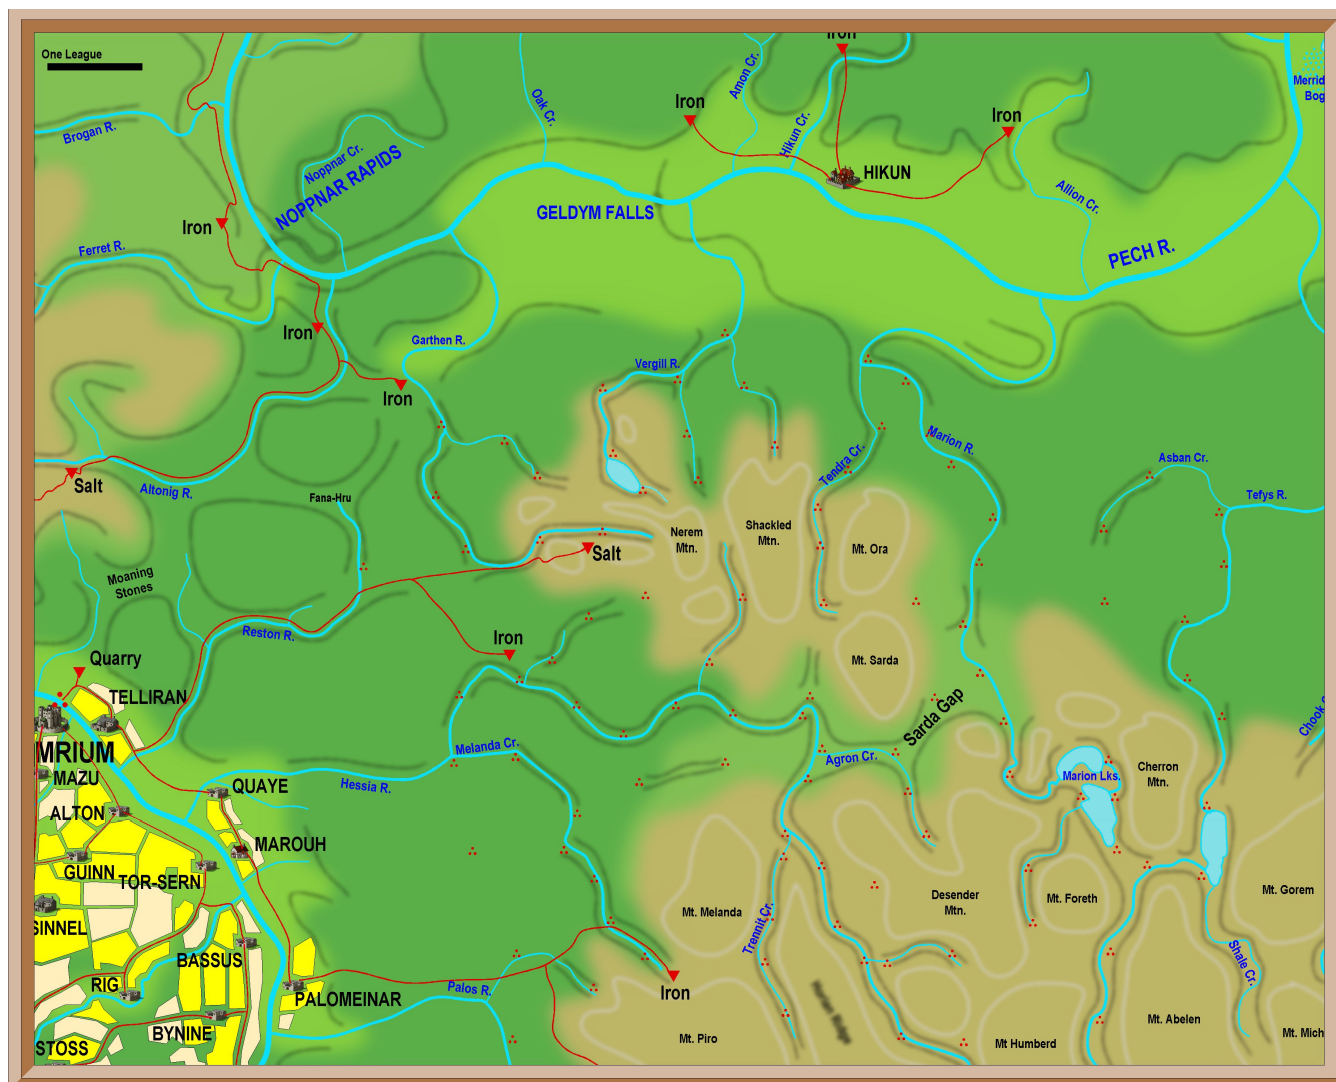 One League
Iron
Merrid
Bog
Amon Cr.
Oak Cr.
Iron
Iron
Brogan R.
Hikun Cr.
Noppnar Cr.
NOPPNAR RAPIDS
HIKUN
Allion Cr.
GELDYM FALLS
Iron
Ferret R.
PECH R.
Iron
Garthen R.
Vergill R.
Iron
Marion R.
Tendra Cr.
Asban Cr.
Salt
Altonig R.
Fana-Hru
Tefys R.
Nerem
Mtn.
Shackled
Mtn.
Mt. Ora
Salt
Moaning
Stones
Reston R.
Iron
Quarry
Mt. Sarda
TELLIRAN
Sarda Gap
Chook
MRIUM
Melanda Cr.
Agron Cr.
MAZU
Hessia R.
QUAYE
Marion Lks.
Cherron
Mtn.
ALTON
MAROUH
GUINN
TOR-SERN
Mt. Melanda
Desender
Mtn.
Mt. Foreth
Mt. Gorem
SINNEL
Trennit Cr.
BASSUS
Shale Cr.
RIG
Palos R.
Iron
PALOMEINAR
BYNINE
Mt. Piro
Ridge
Mt Humberd
Mt. Abelen
Mt. Mich
STOSS